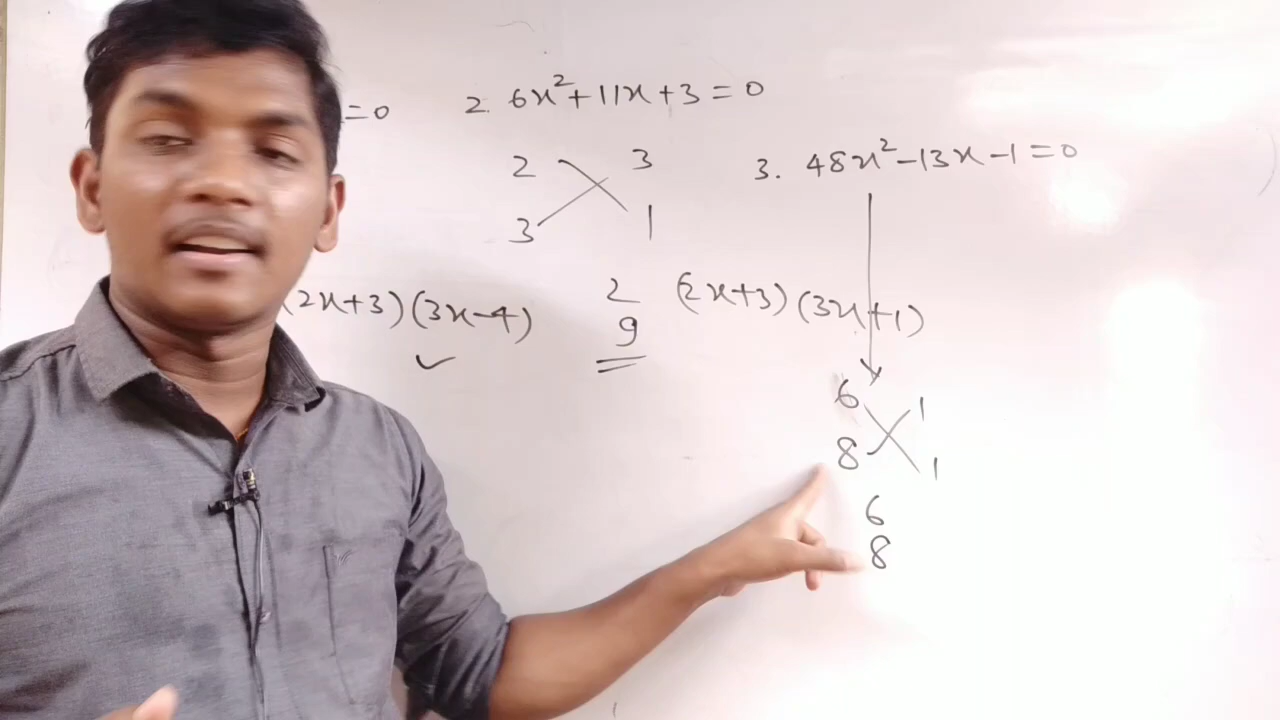 =0
2. 6x²+11x+3=0
2 3
3 1
3. 48x²-13x-1=0
(2x+3)(3x-4)
2
9
(2x+3)(3x+1)
6 1
8 1
6
8